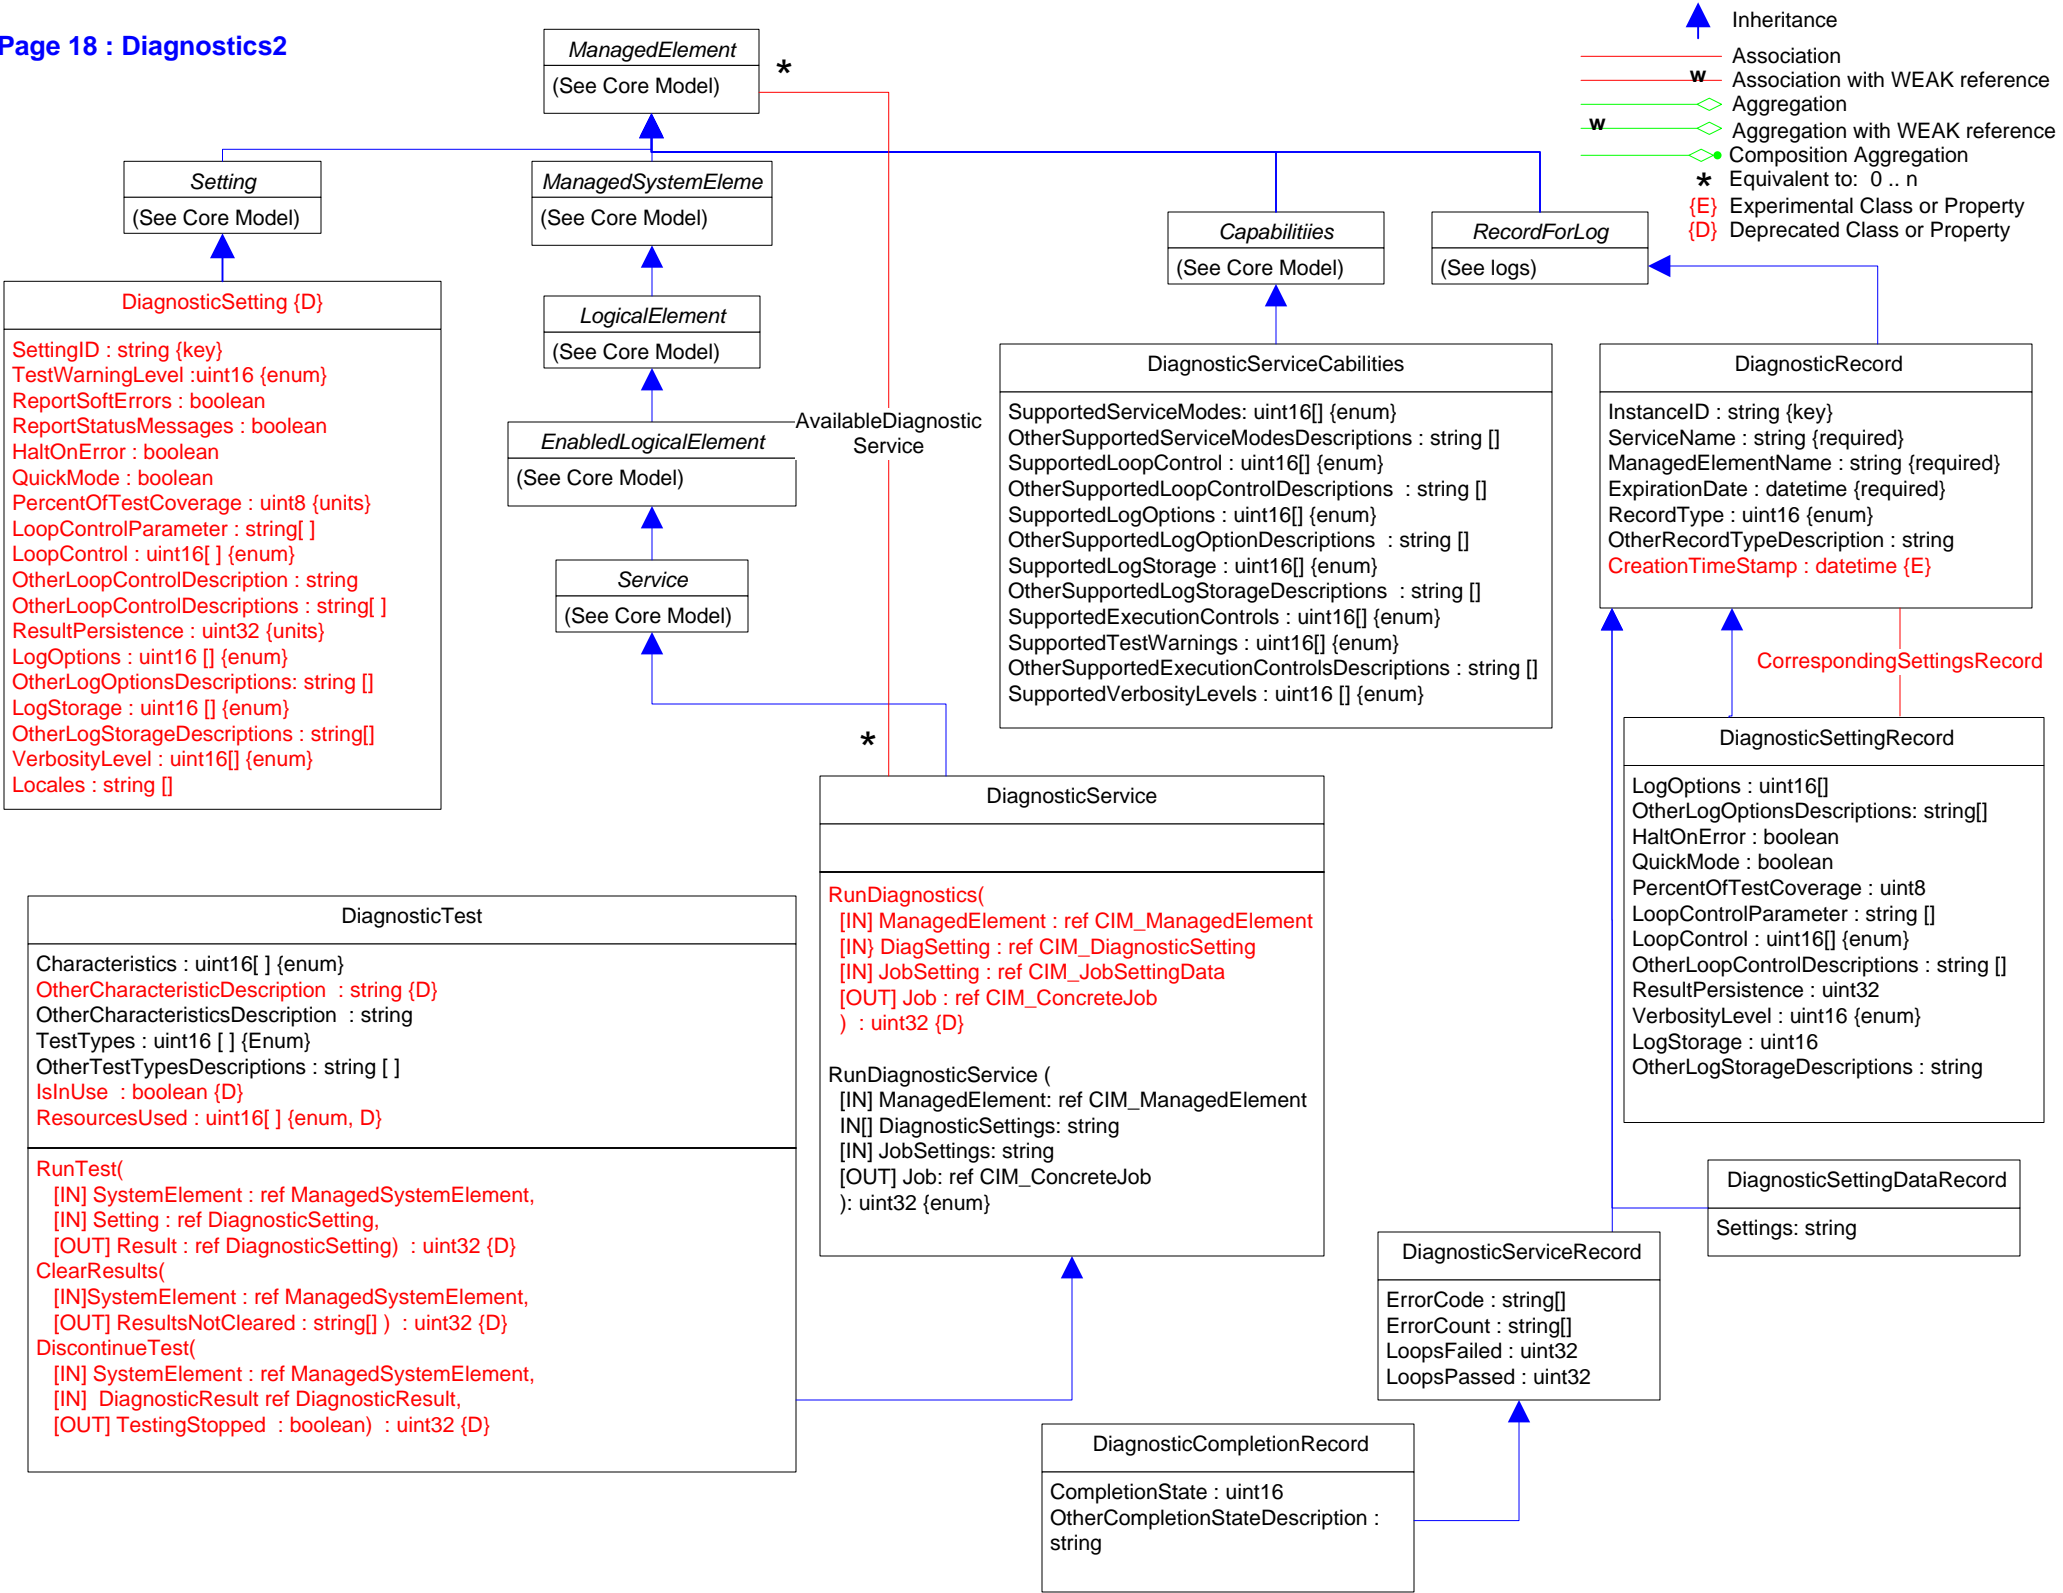 Page 18 : Diagnostics2
ManagedElement
(See Core Model)
*
Inheritance
Association
w
Association with WEAK reference
Aggregation
w
Aggregation with WEAK reference
Composition Aggregation
* Equivalent to: 0 .. n
{E} Experimental Class or Property
{D} Deprecated Class or Property
Setting
(See Core Model)
ManagedSystemEleme
(See Core Model)
Capabilitiies
(See Core Model)
RecordForLog
(See logs)
LogicalElement
(See Core Model)
EnabledLogicalElement
(See Core Model)
Service
(See Core Model)
AvailableDiagnostic
Service
*
DiagnosticSetting {D}
SettingID : string {key}
TestWarningLevel :uint16 {enum}
ReportSoftErrors : boolean
ReportStatusMessages : boolean
HaltOnError : boolean
QuickMode : boolean
PercentOfTestCoverage : uint8 {units}
LoopControlParameter : string[ ]
LoopControl : uint16[ ] {enum}
OtherLoopControlDescription : string
OtherLoopControlDescriptions : string[ ]
ResultPersistence : uint32 {units}
LogOptions : uint16 [] {enum}
OtherLogOptionsDescriptions: string []
LogStorage : uint16 [] {enum}
OtherLogStorageDescriptions : string[]
VerbosityLevel : uint16[] {enum}
Locales : string []
DiagnosticServiceCabilities
SupportedServiceModes: uint16[] {enum}
OtherSupportedServiceModesDescriptions : string []
SupportedLoopControl : uint16[] {enum}
OtherSupportedLoopControlDescriptions : string []
SupportedLogOptions : uint16[] {enum}
OtherSupportedLogOptionDescriptions : string []
SupportedLogStorage : uint16[] {enum}
OtherSupportedLogStorageDescriptions : string []
SupportedExecutionControls : uint16[] {enum}
SupportedTestWarnings : uint16[] {enum}
OtherSupportedExecutionControlsDescriptions : string []
SupportedVerbosityLevels : uint16 [] {enum}
DiagnosticRecord
InstanceID : string {key}
ServiceName : string {required}
ManagedElementName : string {required}
ExpirationDate : datetime {required}
RecordType : uint16 {enum}
OtherRecordTypeDescription : string
CreationTimeStamp : datetime {E}
CorrespondingSettingsRecord
DiagnosticSettingRecord
LogOptions : uint16[]
OtherLogOptionsDescriptions: string[]
HaltOnError : boolean
QuickMode : boolean
PercentOfTestCoverage : uint8
LoopControlParameter : string []
LoopControl : uint16[] {enum}
OtherLoopControlDescriptions : string []
ResultPersistence : uint32
VerbosityLevel : uint16 {enum}
LogStorage : uint16
OtherLogStorageDescriptions : string
DiagnosticService
RunDiagnostics(
[IN] ManagedElement : ref CIM_ManagedElement
[IN} DiagSetting : ref CIM_DiagnosticSetting
[IN] JobSetting : ref CIM_JobSettingData
[OUT] Job : ref CIM_ConcreteJob
) : uint32 {D}
RunDiagnosticService (
[IN] ManagedElement: ref CIM_ManagedElement
IN[] DiagnosticSettings: string
[IN] JobSettings: string
[OUT] Job: ref CIM_ConcreteJob
): uint32 {enum}
DiagnosticTest
Characteristics : uint16[ ] {enum}
OtherCharacteristicDescription : string {D}
OtherCharacteristicsDescription : string
TestTypes : uint16 [ ] {Enum}
OtherTestTypesDescriptions : string [ ]
IsInUse : boolean {D}
ResourcesUsed : uint16[ ] {enum, D}
RunTest(
[IN] SystemElement : ref ManagedSystemElement,
[IN] Setting : ref DiagnosticSetting,
[OUT] Result : ref DiagnosticSetting) : uint32 {D}
ClearResults(
[IN]SystemElement : ref ManagedSystemElement,
[OUT] ResultsNotCleared : string[] ) : uint32 {D}
DiscontinueTest(
[IN] SystemElement : ref ManagedSystemElement,
[IN] DiagnosticResult ref DiagnosticResult,
[OUT] TestingStopped : boolean) : uint32 {D}
DiagnosticSettingDataRecord
Settings: string
DiagnosticServiceRecord
ErrorCode : string[]
ErrorCount : string[]
LoopsFailed : uint32
LoopsPassed : uint32
DiagnosticCompletionRecord
CompletionState : uint16
OtherCompletionStateDescription :
string